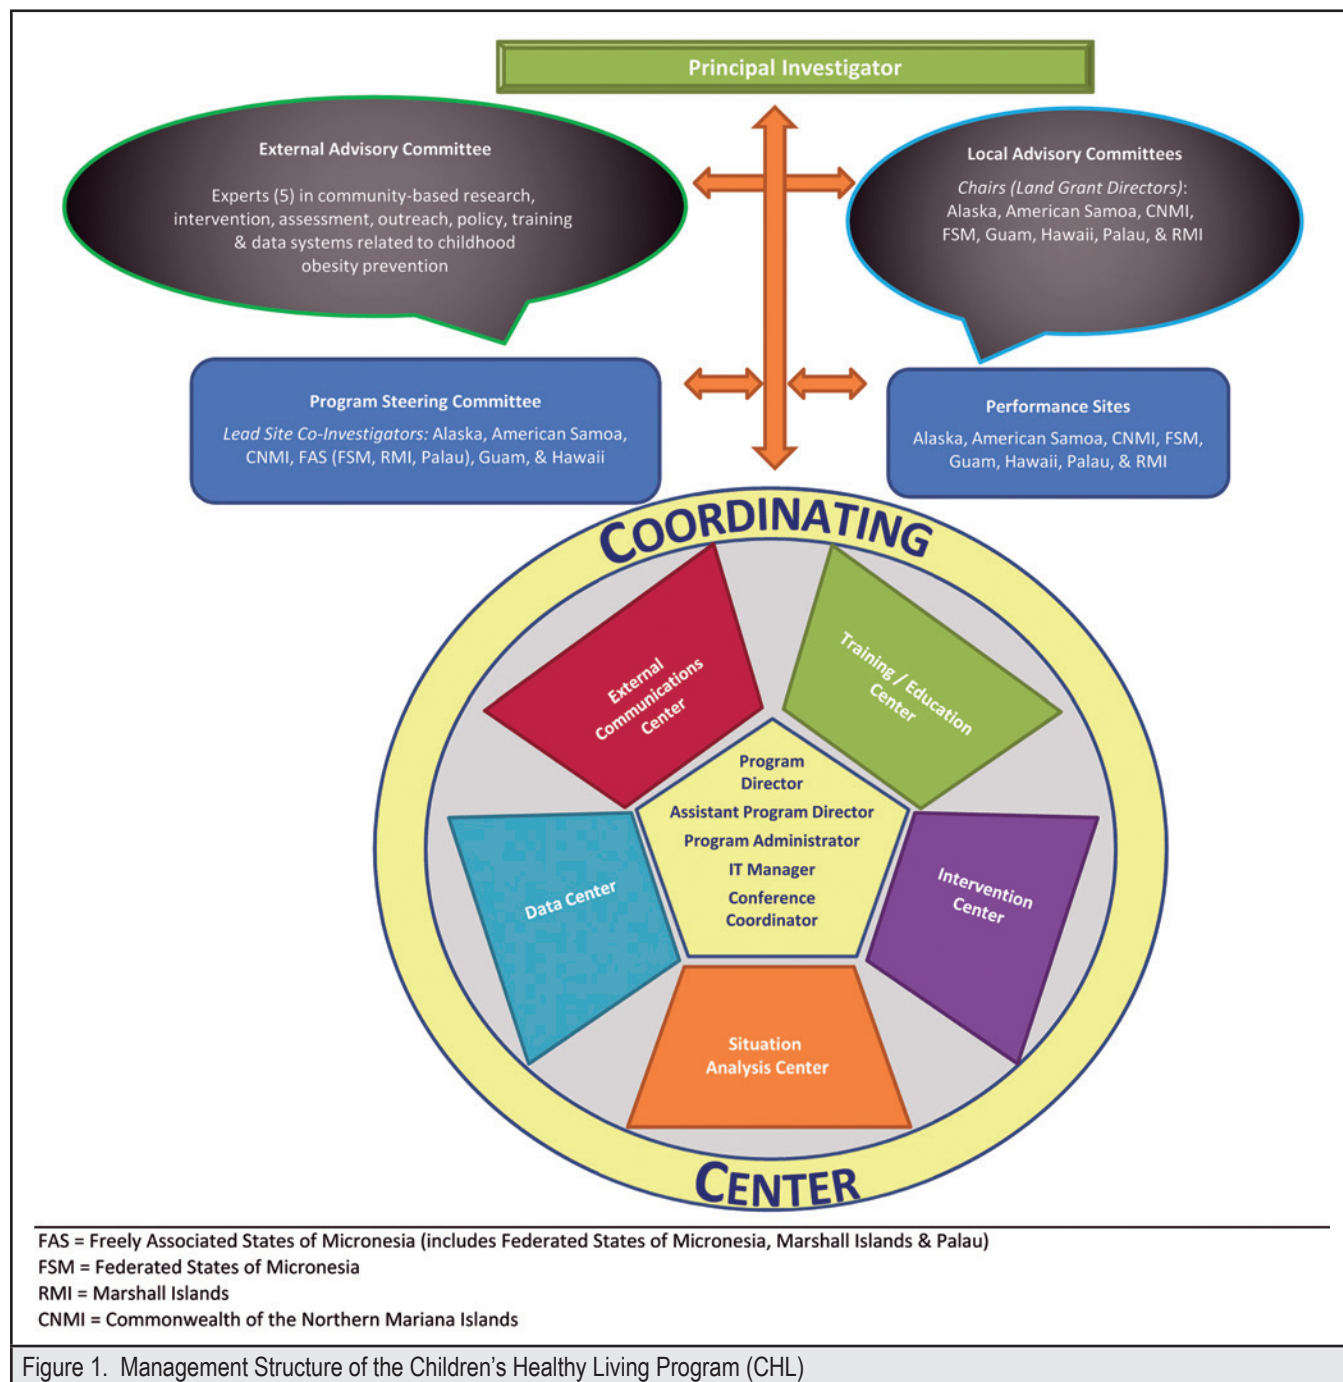 Principal Investigator
External Advisory Committee
Experts (5) in community-based research,
intervention, assessment, outreach, policy, training
& data systems related to childhood
obesity prevention
Local Advisory Committees
Chairs (Land Grant Directors):
Alaska, American Samoa, CNMI,
FSM, Guam, Hawaii, Palau, & RMI
Program Steering Committee
Lead Site Co-Investigators: Alaska, American Samoa,
CNMI, FAS (FSM, RMI, Palau), Guam, & Hawaii
Performance Sites
Alaska, American Samoa, CNMI, FSM,
Guam, Hawaii, Palau, & RMI
COORDINATING
External
Communications
Center
Training / Education
Center
Program
Director
Assistant Program Director
Program Administrator
IT Manager
Conference
Coordinator
Data Center
Intervention
Center
Situation
Analysis Center
CENTER
FAS = Freely Associated States of Micronesia (includes Federated States of Micronesia, Marshall Islands & Palau)
FSM = Federated States of Micronesia
RMI = Marshall Islands
CNMI = Commonwealth of the Northern Mariana Islands
Figure 1. Management Structure of the Children's Healthy Living Program (CHL)